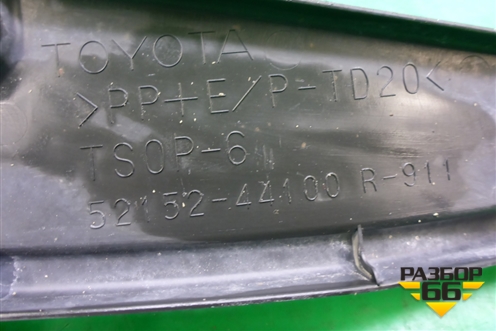 TOYOTA
>PP+E/P-TD20<
TSOP-6
52152-44100 R-911
РАЗБОР
66